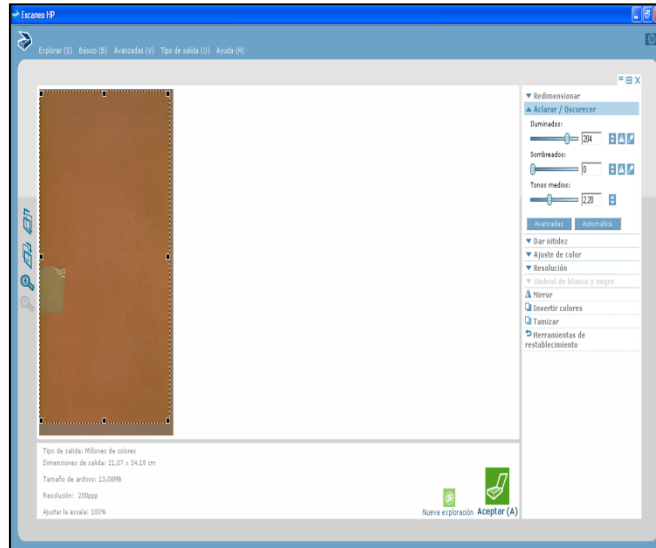 Escaneo HP
Explorar (S) Básico (B) Avanzadas (V) Tipo de salida (O) Ayuda (H)
Redimensionar
Aclarar / Oscurecer
Iluminados:
204
Sombreados:
0
Tonos medios:
2,20
Avanzadas Automática
Dar nitidez
Ajuste de color
Resolución
Umbral de blanco y negro
Mirror
Invertir colores
Tamizar
Herramientas de
restablecimiento
Tipo de salida: Millones de colores
Dimensiones de salida: 21,07 x 34,18 cm
Tamaño de archivo: 13,08MB
Resolución: 200ppp
Ajustar la escala: 100%
Nueva exploración Aceptar (A)